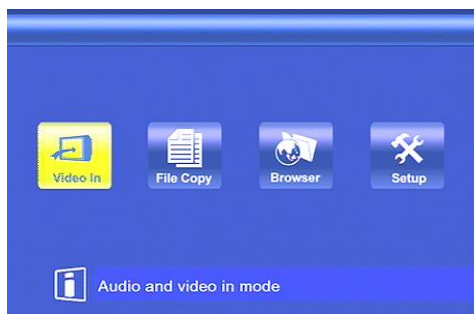 Video In
File Copy
Browser
Setup
Audio and video in mode